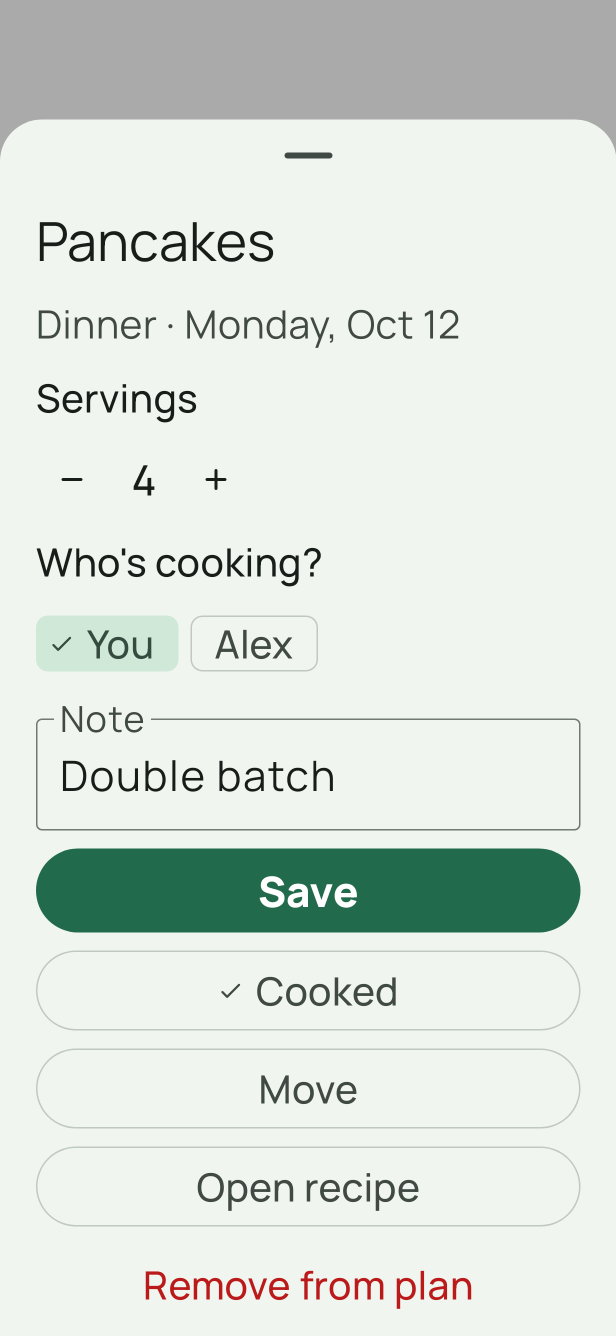 Pancakes
Dinner · Monday, Oct 12
Servings
− 4 +
Who's cooking?
✓ You Alex
Note
Double batch
Save
✓ Cooked
Move
Open recipe
Remove from plan